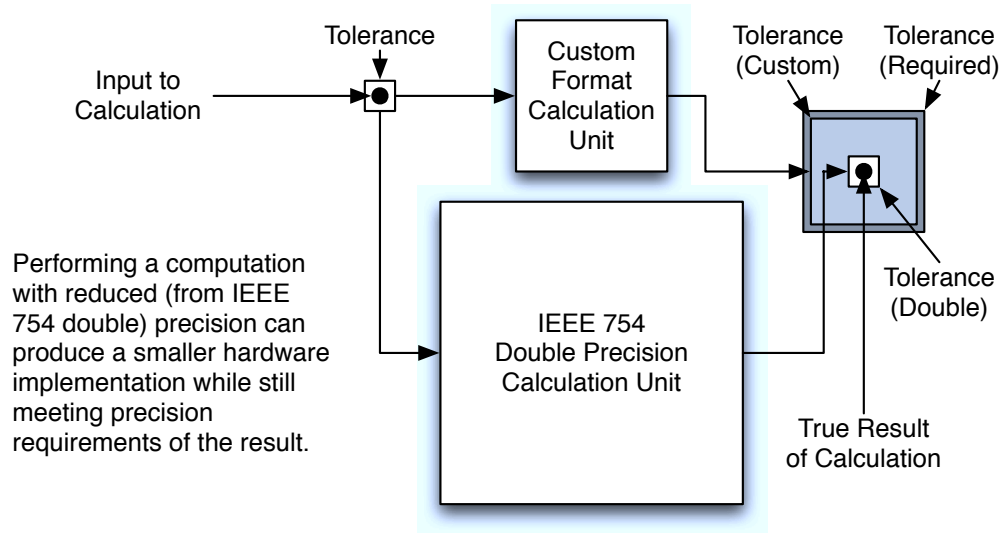 Tolerance
Input to
Calculation
Custom
Format
Calculation
Unit
Tolerance
(Custom)
Tolerance
(Required)
Performing a computation
with reduced (from IEEE
754 double) precision can
produce a smaller hardware
implementation while still
meeting precision
requirements of the result.
IEEE 754
Double Precision
Calculation Unit
Tolerance
(Double)
True Result
of Calculation